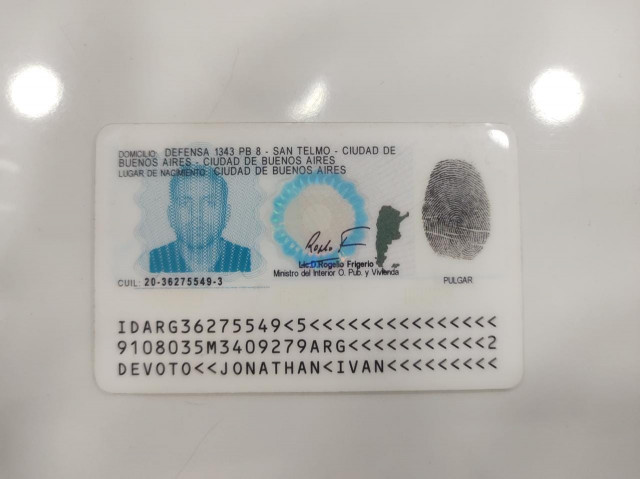 DOMICILIO: DEFENSA 1343 PB 8 - SAN TELMO - CIUDAD DE
BUENOS AIRES - CIUDAD DE BUENOS AIRES
LUGAR DE NACIMIENTO: CIUDAD DE BUENOS AIRES
Lic.D.Rogelio Frigerio
Ministro del Interior O. Pub. y Vivienda
CUIL: 20-36275549-3
PULGAR
IDARG36275549<5<<<<<<<<<<<<<<<
9108035M3409279ARG<<<<<<<<<<<2
DEVOTO<<JONATHAN<IVAN<<<<<<<<<